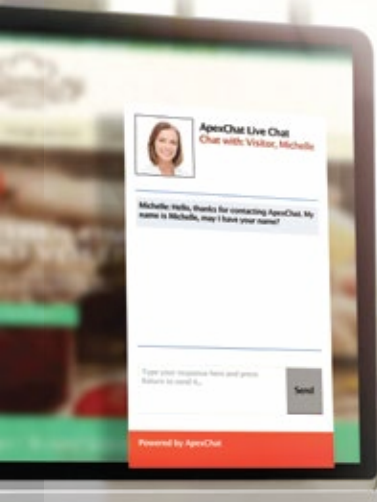 ApexChat Live Chat
Chat with: Visitor, Michelle
Michelle: Hello, thanks for contacting ApexChat. My
name is Michelle, may I have your name?
Type your response here and press
Return to send it...
Send
Powered by ApexChat